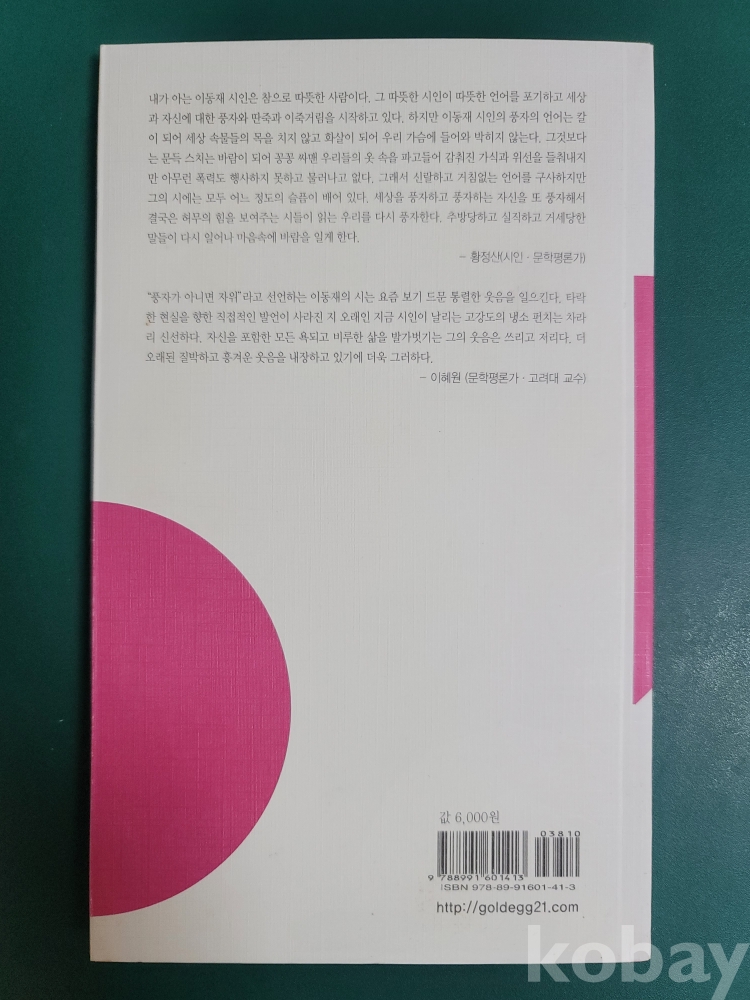 내가 아는 이동재 시인은 참으로 따뜻한 사람이다. 그 따뜻한 시인이 따뜻한 언어를 포기하고 세상
과 자신에 대한 풍자와 딴죽과 이죽거림을 시작하고 있다. 하지만 이동재 시인의 풍자의 언어는 칼
이 되어 세상 속물들의 목을 치지 않고 화살이 되어 우리 가슴에 들어와 박히지 않는다. 그것보다
는 문득 스치는 바람이 되어 꽁꽁 싸맨 우리들의 옷 속을 파고들어 감춰진 가식과 위선을 들춰내지
만 아무런 폭력도 행사하지 못하고 물러나고 없다. 그래서 신랄하고 거침없는 언어를 구사하지만
그의 시에는 모두 어느 정도의 슬픔이 배어 있다. 세상을 풍자하고 풍자하는 자신을 또 풍자해서
결국은 허무의 힘을 보여주는 시들이 읽는 우리를 다시 풍자한다. 추방당하고 실직하고 거세당한
말들이 다시 일어나 마음속에 바람을 일게 한다.
– 황정산(시인 · 문학평론가)
“풍자가 아니면 자위”라고 선언하는 이동재의 시는 요즘 보기 드문 통렬한 웃음을 일으킨다. 타락
한 현실을 향한 직접적인 발언이 사라진 지 오래인 지금 시인이 날리는 고강도의 냉소 펀치는 차라
리 신선하다. 자신을 포함한 모든 욕되고 비루한 삶을 발가벗기는 그의 웃음은 쓰리고 저리다. 더
오래된 질박하고 흥겨운 웃음을 내장하고 있기에 더욱 그러하다.
– 이혜원 (문학평론가 · 고려대 교수)
값 6,000원
03810
9 788991 601413
ISBN 978-89-91601-41-3
http://goldegg21.com
kobay